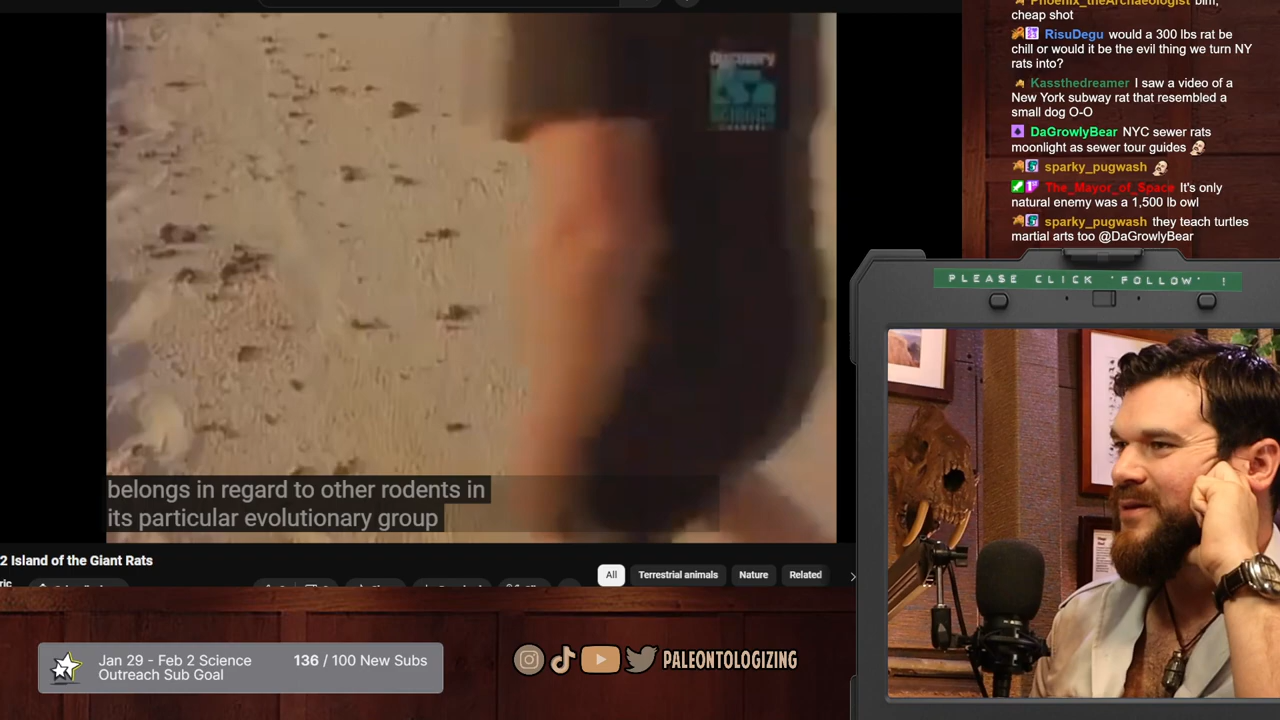 Phoenix_theArchaeologist bim,
cheap shot
RisuDegu would a 300 lbs rat be
chill or would it be the evil thing we turn NY
rats into?
Kassthedreamer I saw a video of a
New York subway rat that resembled a
small dog O-O
DaGrowlyBear NYC sewer rats
moonlight as sewer tour guides
sparky_pugwash
The_Mayor_of_Space It's only
natural enemy was a 1,500 lb owl
sparky_pugwash they teach turtles
martial arts too @DaGrowlyBear
Discovery
SCIENCE
CHANNEL
PLEASE CLICK 'FOLLOW' !
belongs in regard to other rodents in
its particular evolutionary group
2 Island of the Giant Rats
All
Terrestrial animals
Nature
Related
Jan 29 - Feb 2 Science
Outreach Sub Goal
136 / 100 New Subs
PALEONTOLOGIZING